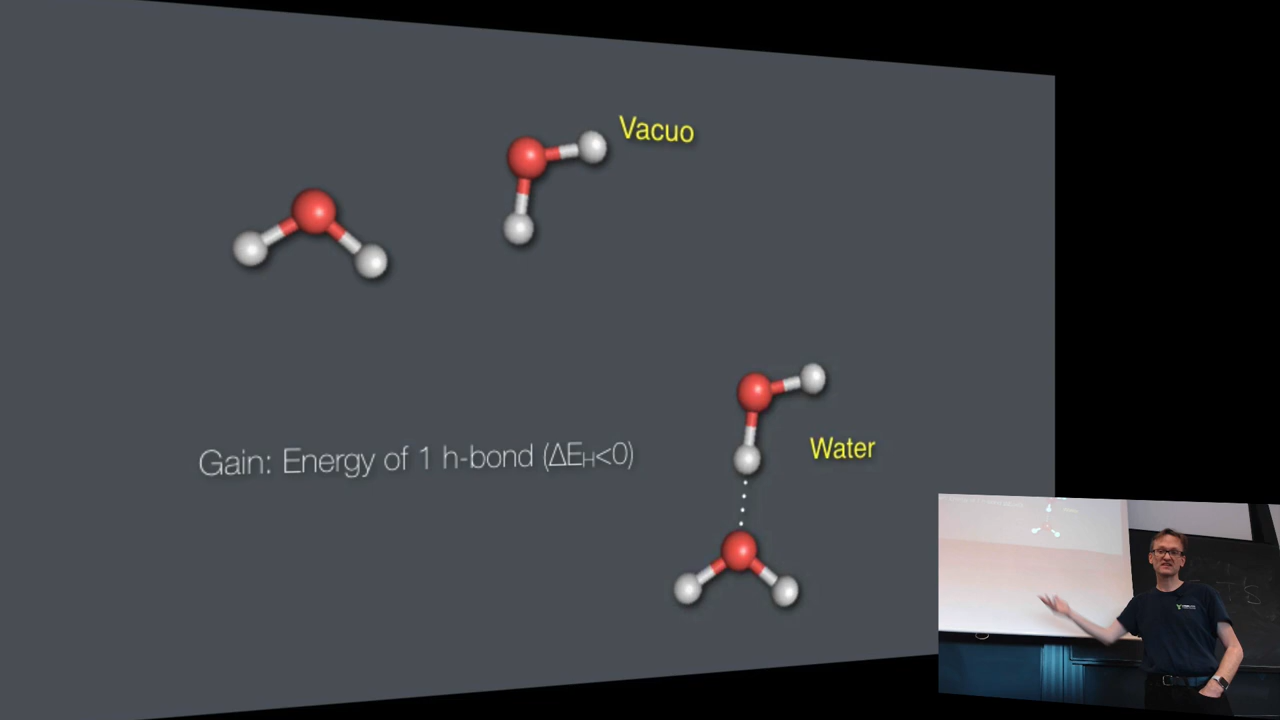 Vacuo
Gain: Energy of 1 h-bond (ΔEH<0)
Water